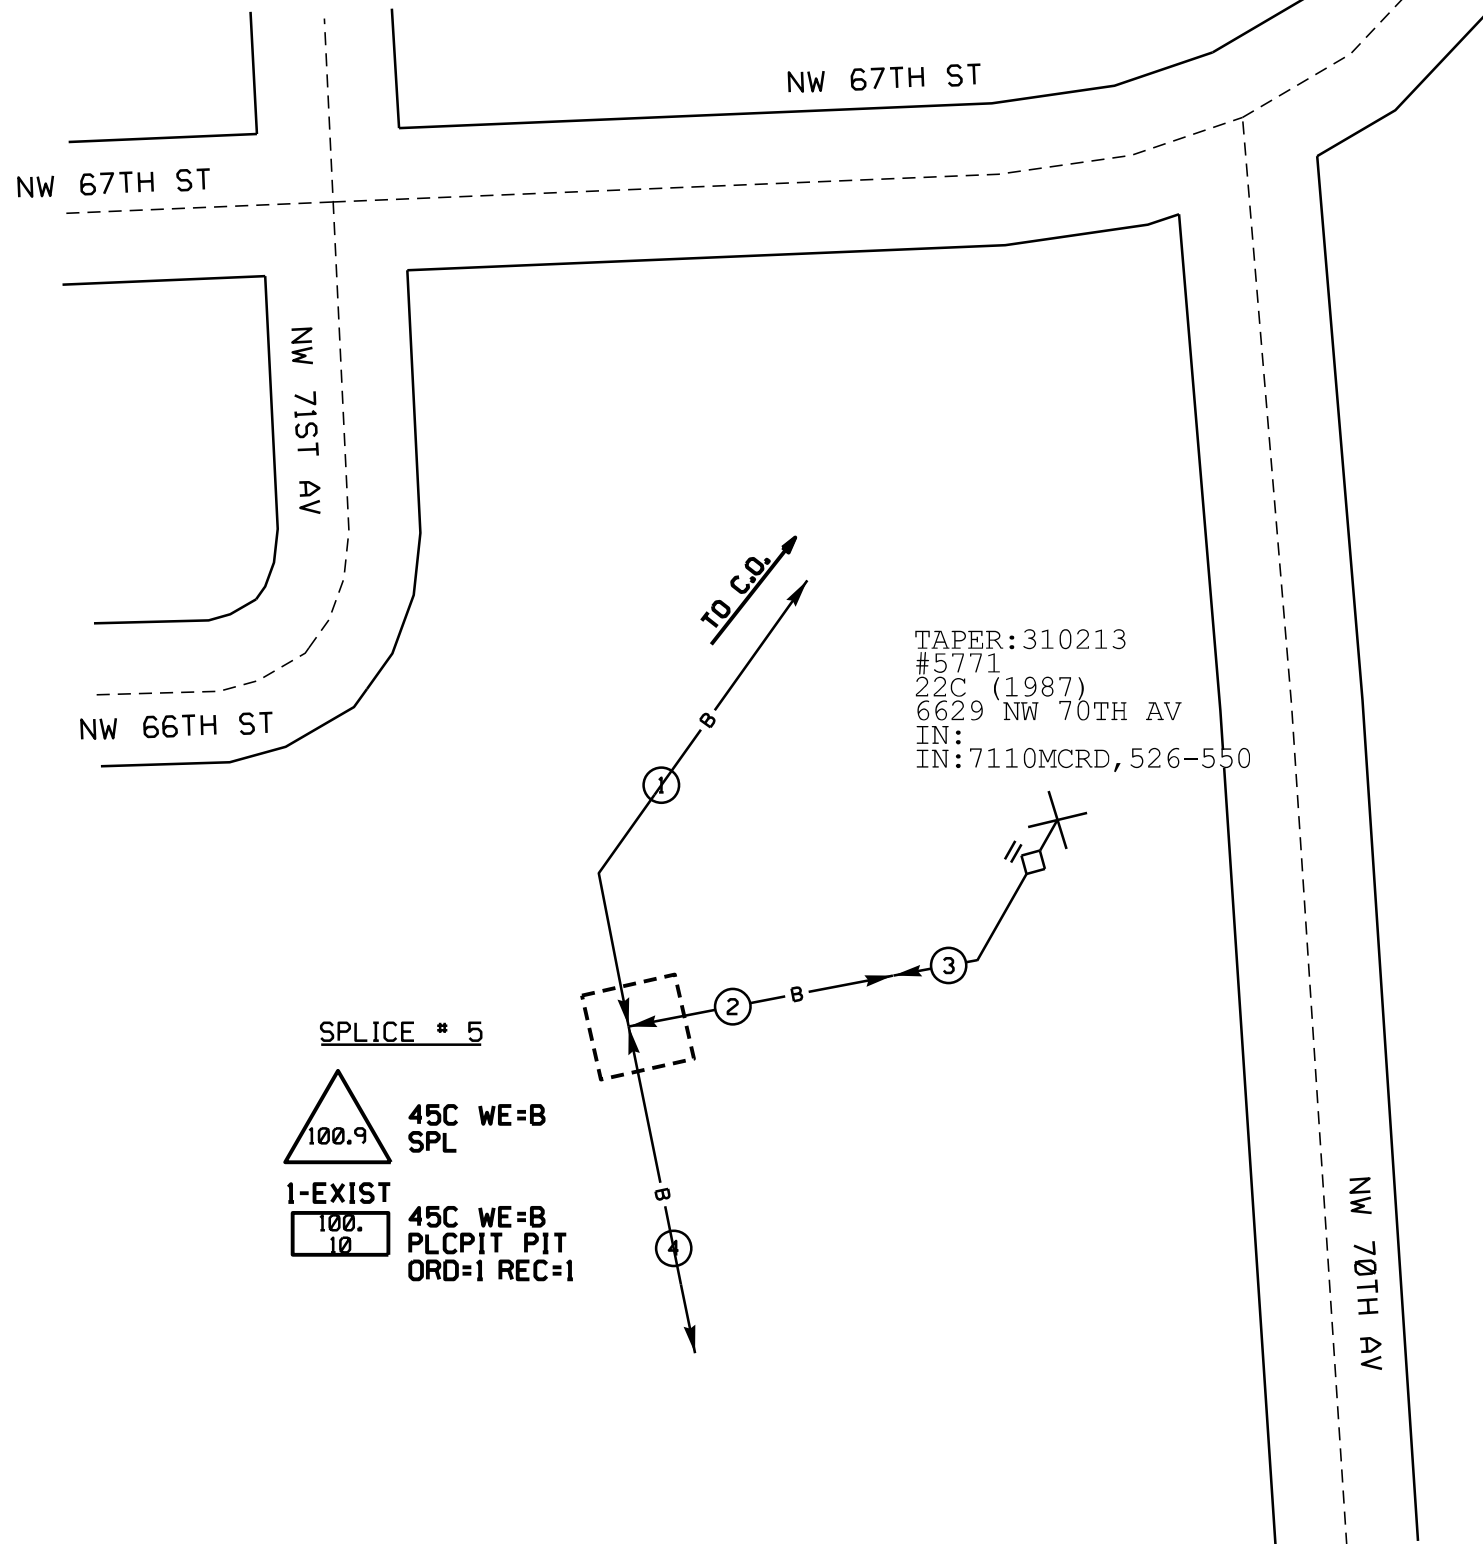 NW 67TH ST
NW 67TH ST
NW 71ST AV
TO C.O.
TAPER:310213
#5771
22C (1987)
6629 NW 70TH AV
IN:
IN:7110MCRD,526-550
NW 66TH ST
B
1
3
2
B
SPLICE # 5
100.9
45C WE=B
SPL
1-EXIST
100.
10
45C WE=B
PLCPIT PIT
ORD=1 REC=1
B
4
NW 70TH AV